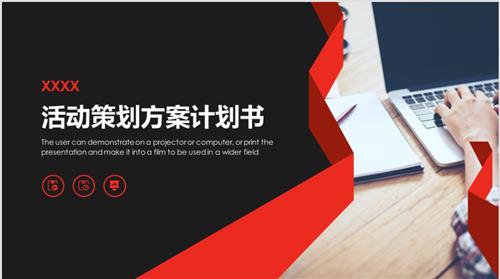 XXXX
活动策划方案计划书
The user can demonstrate on a projector or computer, or print the
presentation and make it into a film to be used in a wider field